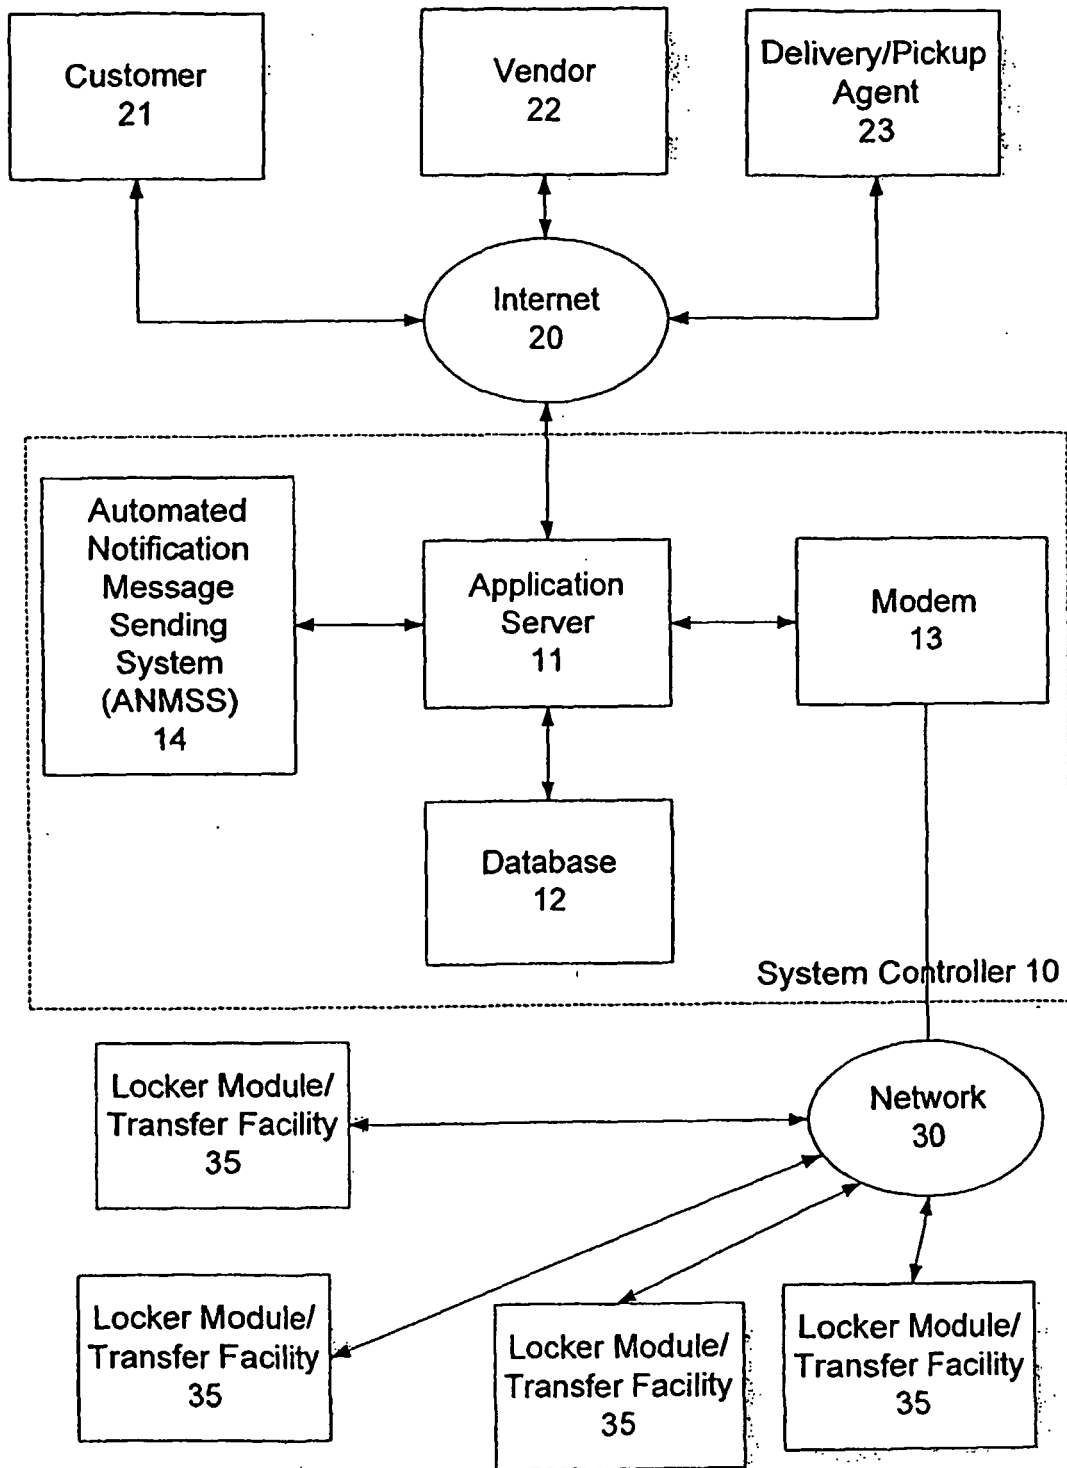 Customer
21
Vendor
22
Delivery/Pickup
Agent
23
Internet
20
Automated
Notification
Message
Sending
System
(ANMSS)
14
Application
Server
11
Modem
13
Database
12
System Controller 10
Network
30
Locker Module/
Transfer Facility
35
Locker Module/
Transfer Facility
35
Locker Module/
Transfer Facility
35
Locker Module/
Transfer Facility
35